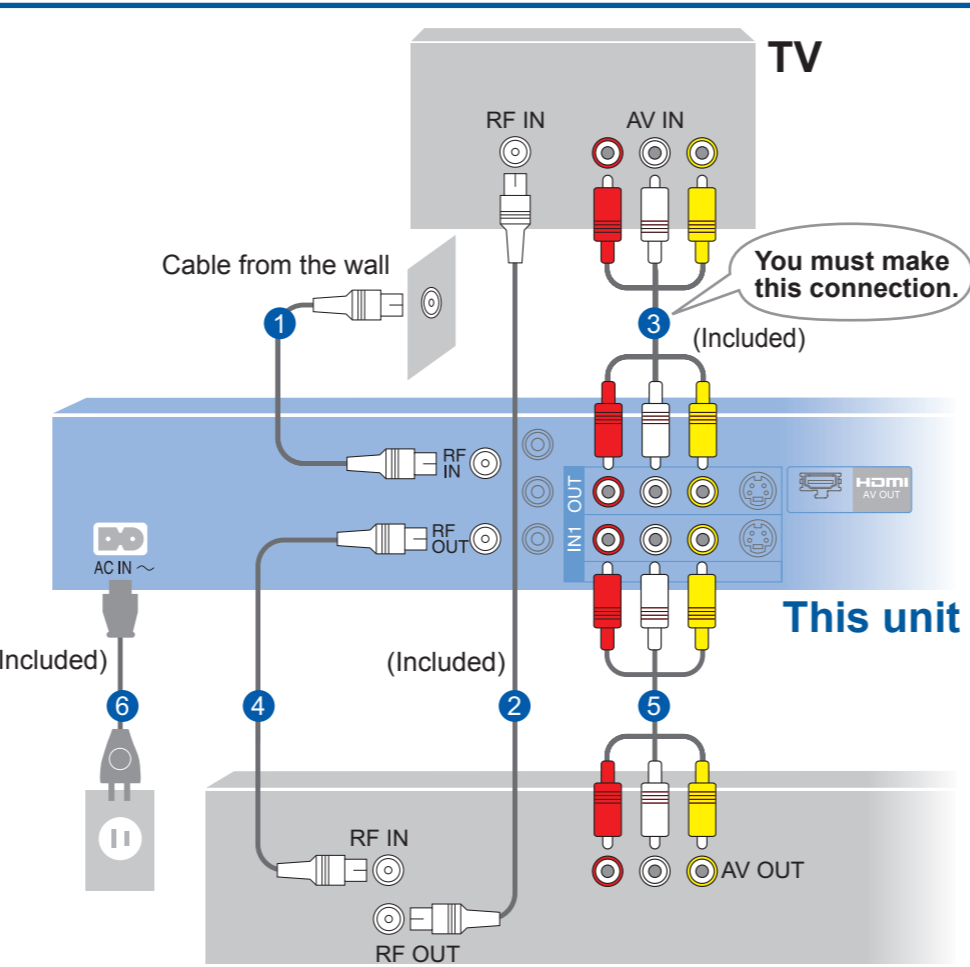 TV
RF IN
AV IN
Cable from the wall
You must make
this connection.
1
3
(Included)
RF
IN
OUT
HDMI
AV OUT
RF
OUT
IN1
AC IN ~
This unit
Included)
(Included)
6
4
2
5
RF IN
AV OUT
RF OUT